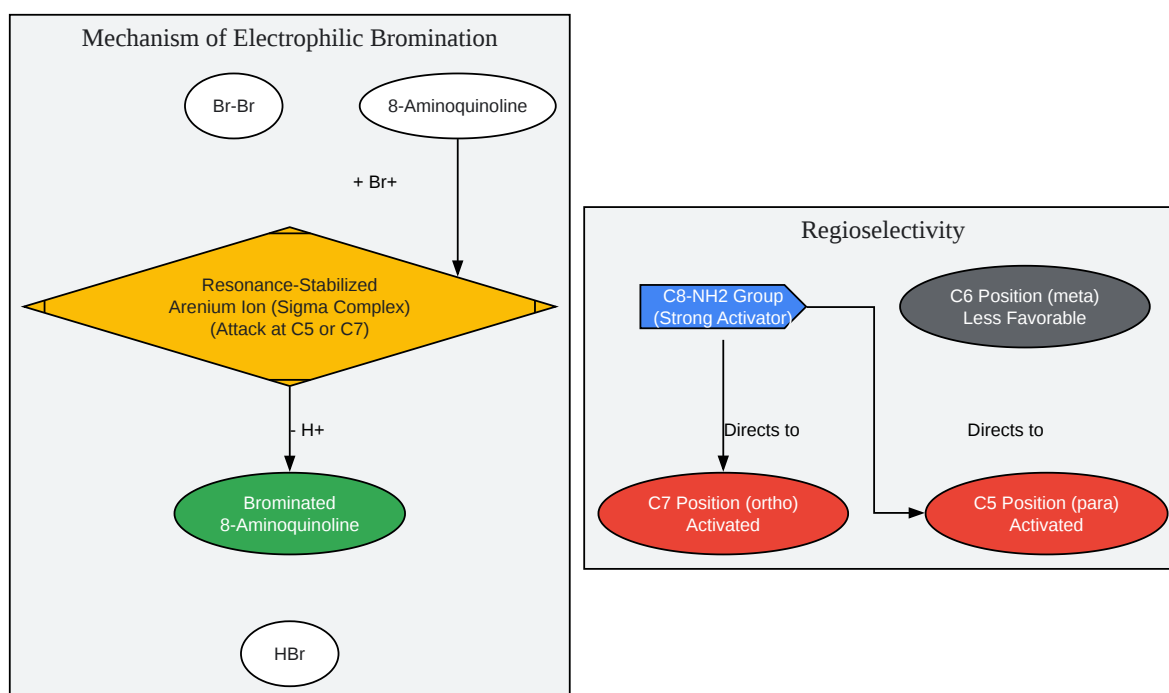 Mechanism of Electrophilic Bromination
Br-Br
8-Aminoquinoline
+ Br+
Resonance-Stabilized
Arenium Ion (Sigma Complex)
(Attack at C5 or C7)
- H+
Brominated
8-Aminoquinoline
HBr
Regioselectivity
C8-NH2 Group
(Strong Activator)
C6 Position (meta)
Less Favorable
Directs to
Directs to
C7 Position (ortho)
Activated
C5 Position (para)
Activated